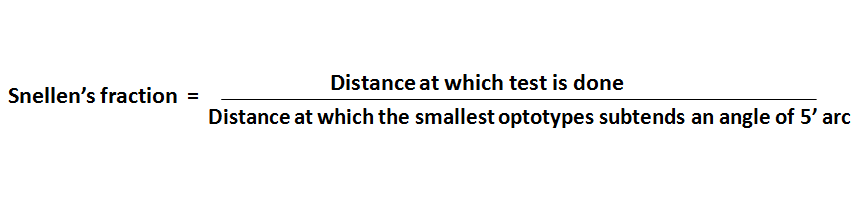 Distance at which test is done
Snellen’s fraction =
Distance at which the smallest optotypes subtends an angle of 5’ arc